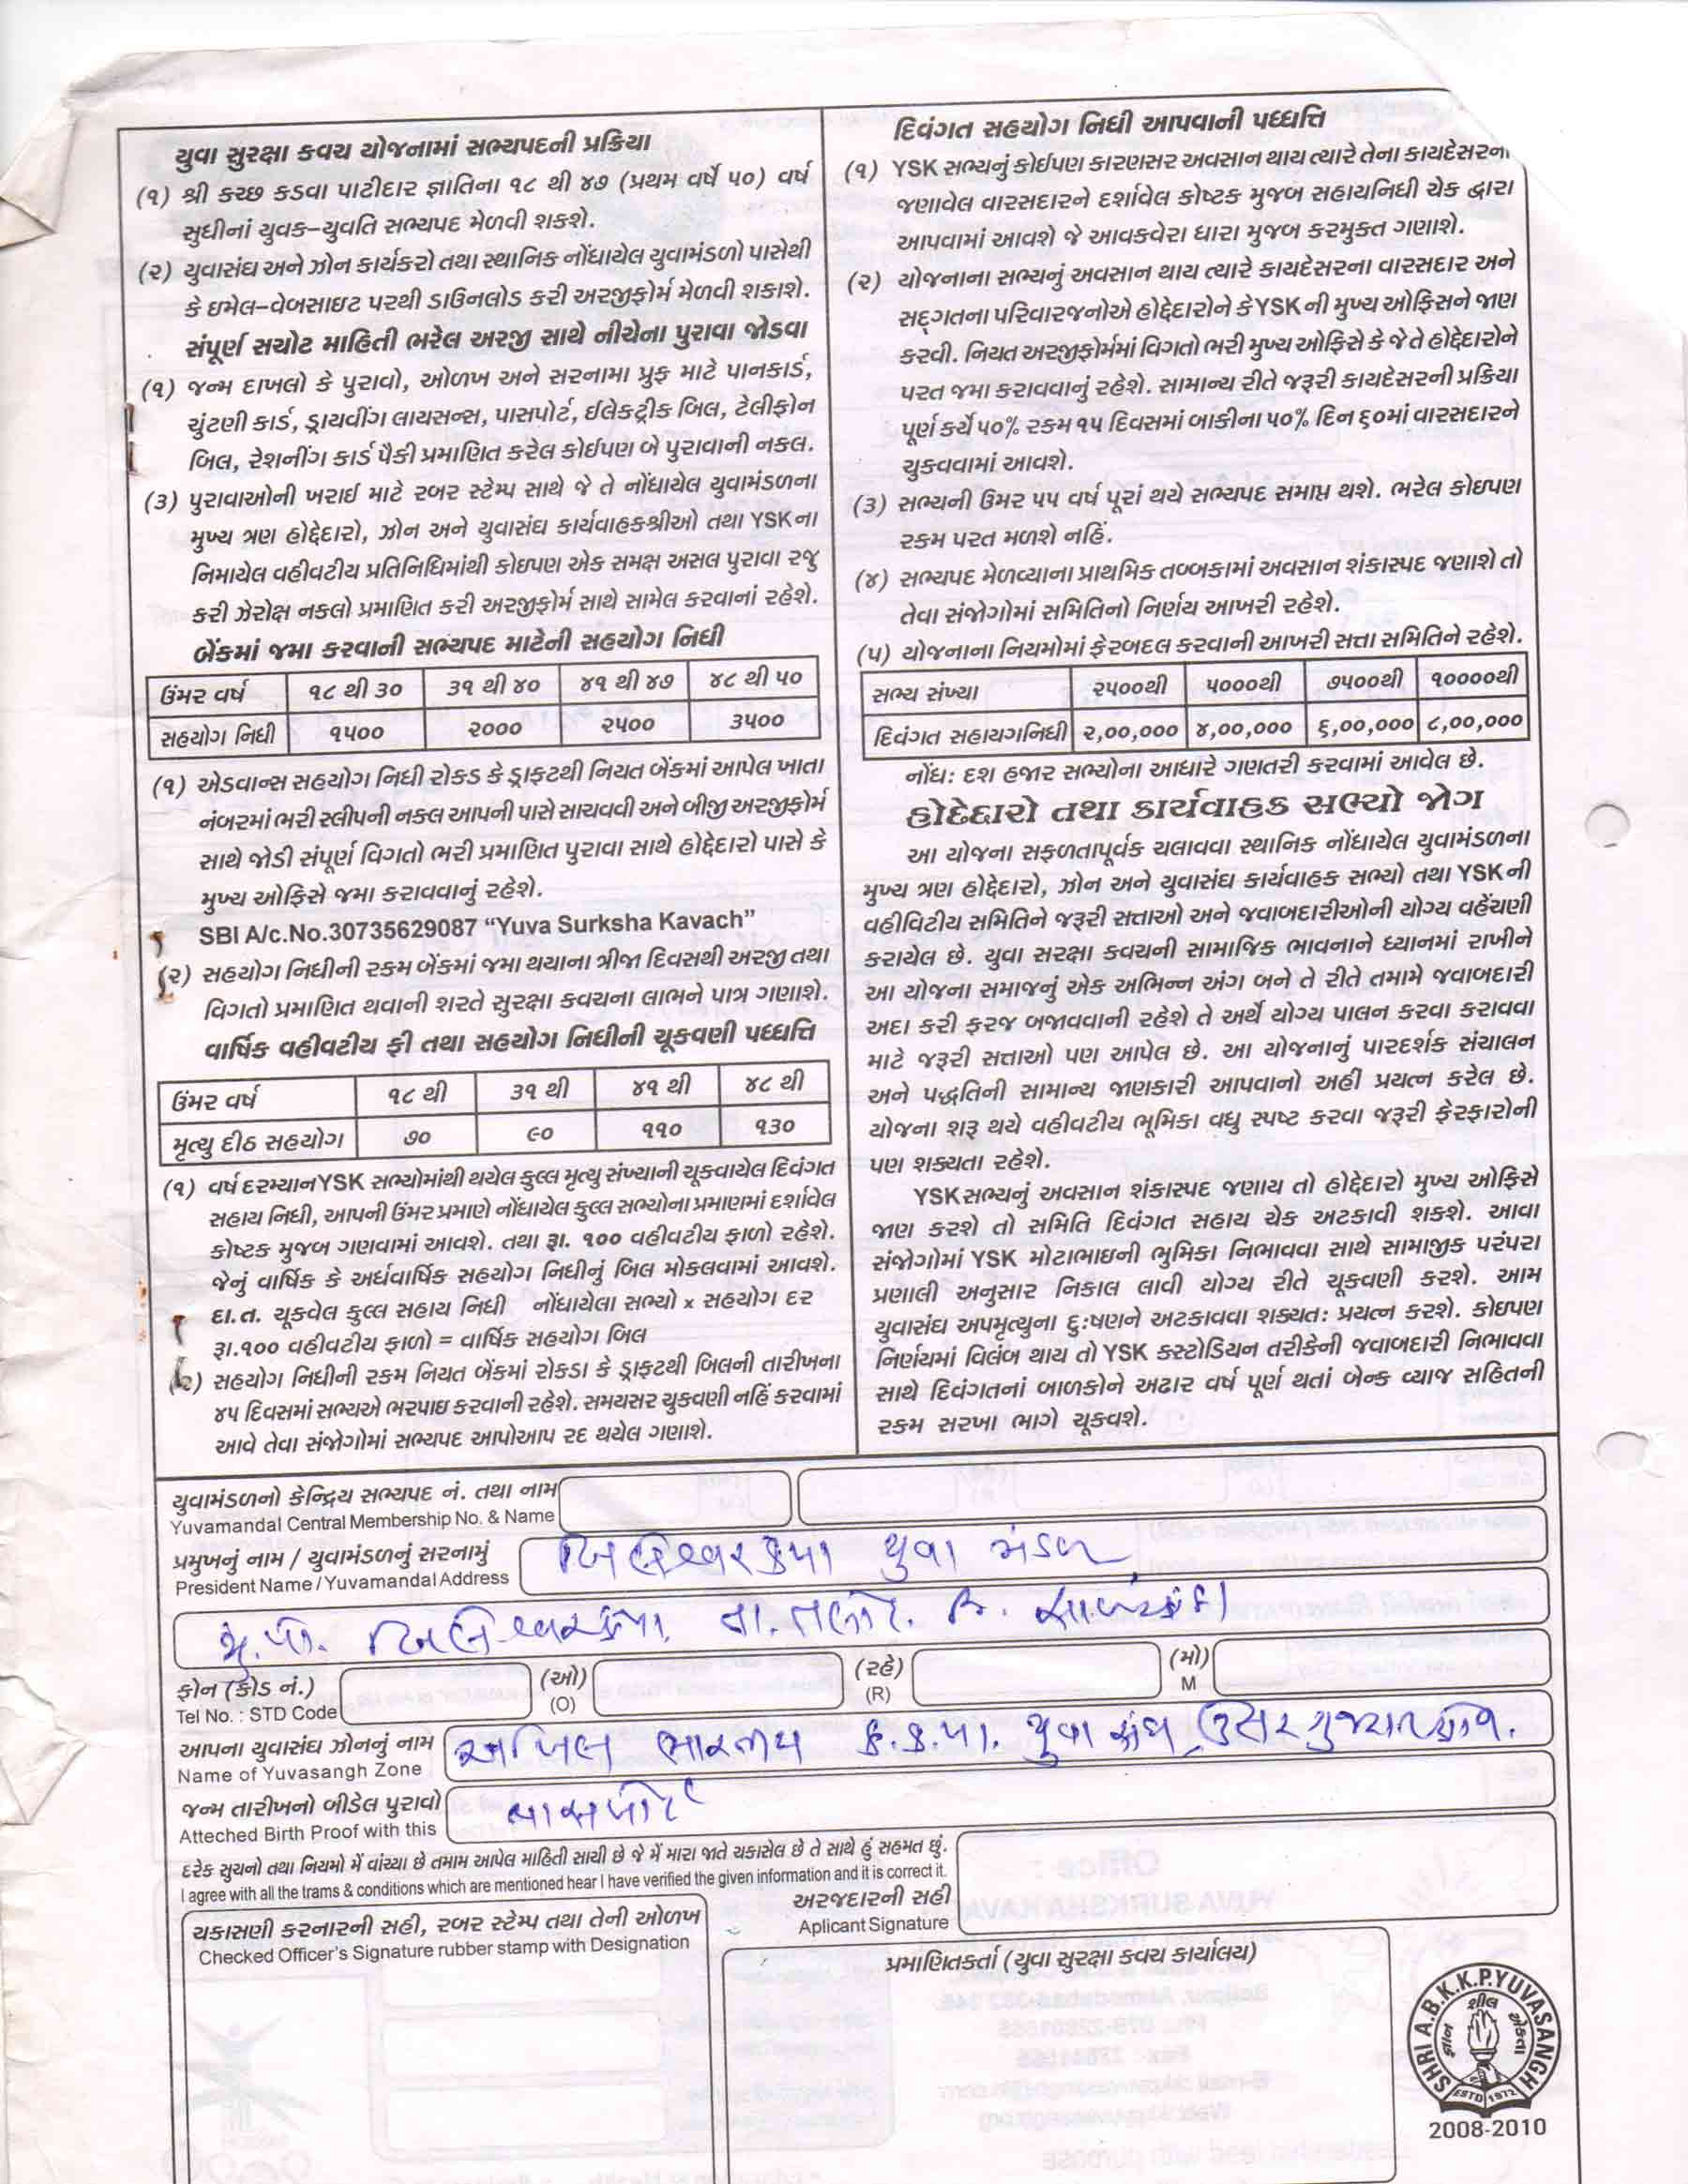 યુવા સુરક્ષા કવચ યોજનામાં સભ્યપદની પ્રક્રિયા
(૧) શ્રી કચ્છ કડવા પાટીદાર જ્ઞાતિના ૧૮ થી ૪૭ (પ્રથમ વર્ષે ૫૦) વર્ષ
સુધીનાં યુવક–યુવતિ સભ્યપદ મેળવી શકશે.
(૨) યુવાસંઘ અને ઝોન કાર્યકરો તથા સ્થાનિક નોંધાયેલ યુવામંડળો પાસેથી
કે ઇમેલ–વેબસાઇટ પરથી ડાઉનલોડ કરી અરજીફોર્મ મેળવી શકાશે.
સંપૂર્ણ સચોટ માહિતી ભરેલ અરજી સાથે નીચેના પુરાવા જોડવા
(૧) જન્મ દાખલો કે પુરાવો, ઓળખ અને સરનામા પ્રુફ માટે પાનકાર્ડ,
ચુંટણી કાર્ડ, ડ્રાયવીંગ લાયસન્સ, પાસપોર્ટ, ઈલેક્ટ્રીક બિલ, ટેલીફોન
બિલ, રેશનીંગ કાર્ડ પૈકી પ્રમાણિત કરેલ કોઈપણ બે પુરાવાની નકલ.
(૩) પુરાવાઓની ખરાઈ માટે રબર સ્ટેમ્પ સાથે જે તે નોંધાયેલ યુવામંડળના
મુખ્ય ત્રણ હોદ્દેદારો, ઝોન અને યુવાસંઘ કાર્યવાહકશ્રીઓ તથા YSK ના
નિમાયેલ વહીવટીય પ્રતિનિધિમાંથી કોઇપણ એક સમક્ષ અસલ પુરાવા રજુ
કરી ઝેરોક્ષ નકલો પ્રમાણિત કરી અરજીફોર્મ સાથે સામેલ કરવાનાં રહેશે.
બેંકમાં જમા કરવાની સભ્યપદ માટેની સહયોગ નિધી
ઉંમર વર્ષ ૧૮ થી ૩૦ ૩૧ થી ૪૦ ૪૧ થી ૪૭ ૪૮ થી ૫૦
સહયોગ નિધી ૧૫૦૦ ૨૦૦૦ ૨૫૦૦ ૩૫૦૦
(૧) એડવાન્સ સહયોગ નિધી રોકડ કે ડ્રાફટથી નિયત બેંકમાં આપેલ ખાતા
નંબરમાં ભરી સ્લીપની નકલ આપની પાસે સાચવવી અને બીજી અરજીફોર્મ
સાથે જોડી સંપૂર્ણ વિગતો ભરી પ્રમાણિત પુરાવા સાથે હોદ્દેદારો પાસે કે
મુખ્ય ઓફિસે જમા કરાવવાનું રહેશે.
SBI A/c.No.30735629087 “Yuva Surksha Kavach”
(૨) સહયોગ નિધીની રકમ બેંકમાં જમા થયાના ત્રીજા દિવસથી અરજી તથા
વિગતો પ્રમાણિત થવાની શરતે સુરક્ષા કવચના લાભને પાત્ર ગણાશે.
વાર્ષિક વહીવટીય ફી તથા સહયોગ નિધીની ચૂકવણી પધ્ધતિ
ઉંમર વર્ષ ૧૮ થી ૩૧ થી ૪૧ થી ૪૮ થી
મૃત્યુ દીઠ સહયોગ ૭૦ ૯૦ ૧૧૦ ૧૩૦
(૧) વર્ષ દરમ્યાન YSK સભ્યોમાંથી થયેલ કુલ્લ મૃત્યુ સંખ્યાની ચૂકવાયેલ દિવંગત
સહાય નિધી, આપની ઉંમર પ્રમાણે નોંધાયેલ કુલ્લ સભ્યોના પ્રમાણમાં દર્શાવેલ
કોષ્ટક મુજબ ગણવામાં આવશે. તથા રૂા. ૧૦૦ વહીવટીય ફાળો રહેશે.
જેનું વાર્ષિક કે અર્ધવાર્ષિક સહયોગ નિધીનું બિલ મોકલવામાં આવશે.
દા.ત. ચૂકવેલ કુલ્લ સહાય નિધી નોંધાયેલા સભ્યો x સહયોગ દર
રૂા.૧૦૦ વહીવટીય ફાળો = વાર્ષિક સહયોગ બિલ
(૨) સહયોગ નિધીની રકમ નિયત બેંકમાં રોકડા કે ડ્રાફટથી બિલની તારીખના
૪૫ દિવસમાં સભ્યએ ભરપાઇ કરવાની રહેશે. સમયસર ચુકવણી નહિં કરવામાં
આવે તેવા સંજોગોમાં સભ્યપદ આપોઆપ રદ થયેલ ગણાશે.
દિવંગત સહયોગ નિધી આપવાની પધ્ધત્તિ
(૧) YSK સભ્યનું કોઈપણ કારણસર અવસાન થાય ત્યારે તેના કાયદેસરના
જણાવેલ વારસદારને દર્શાવેલ કોષ્ટક મુજબ સહાયનિધી ચેક દ્વારા
આપવામાં આવશે જે આવકવેરા ધારા મુજબ કરમુક્ત ગણાશે.
(૨) યોજનાના સભ્યનું અવસાન થાય ત્યારે કાયદેસરના વારસદાર અને
સદ્ગતના પરિવારજનોએ હોદ્દેદારોને કે YSK ની મુખ્ય ઓફિસને જાણ
કરવી. નિયત અરજીફોર્મમાં વિગતો ભરી મુખ્ય ઓફિસે કે જે તે હોદ્દેદારોને
પરત જમા કરાવવાનું રહેશે. સામાન્ય રીતે જરૂરી કાયદેસરની પ્રક્રિયા
પૂર્ણ કર્યે ૫૦% રકમ ૧૫ દિવસમાં બાકીના ૫૦% દિન ૬૦માં વારસદારને
ચુકવવામાં આવશે.
(૩) સભ્યની ઉમર ૫૫ વર્ષ પૂરાં થયે સભ્યપદ સમાપ્ત થશે. ભરેલ કોઇપણ
રકમ પરત મળશે નહિં.
(૪) સભ્યપદ મેળવ્યાના પ્રાથમિક તબ્બકામાં અવસાન શંકાસ્પદ જણાશે તો
તેવા સંજોગોમાં સમિતિનો નિર્ણય આખરી રહેશે.
(૫) યોજનાના નિયમોમાં ફેરબદલ કરવાની આખરી સત્તા સમિતિને રહેશે.
સભ્ય સંખ્યા ૨૫૦૦થી ૫૦૦૦થી ૭૫૦૦થી ૧૦૦૦૦થી
દિવંગત સહાયગનિધી ૨,૦૦,૦૦૦ ૪,૦૦,૦૦૦ ૬,૦૦,૦૦૦ ૮,૦૦,૦૦૦
નોંધ: દશ હજાર સભ્યોના આધારે ગણતરી કરવામાં આવેલ છે.
હોદેદારો તથા કાર્યવાહક સભ્યો જોગ
આ યોજના સફળતાપૂર્વક ચલાવવા સ્થાનિક નોંધાયેલ યુવામંડળના
મુખ્ય ત્રણ હોદ્દેદારો, ઝોન અને યુવાસંઘ કાર્યવાહક સભ્યો તથા YSK ની
વહીવિટીય સમિતિને જરૂરી સત્તાઓ અને જવાબદારીઓની યોગ્ય વહેંચણી
કરાયેલ છે. યુવા સરક્ષા કવચની સામાજિક ભાવનાને ધ્યાનમાં રાખીને
આ યોજના સમાજનું એક અભિન્ન અંગ બને તે રીતે તમામે જવાબદારી
અદા કરી ફરજ બજાવવાની રહેશે તે અર્થે યોગ્ય પાલન કરવા કરાવવા
માટે જરૂરી સત્તાઓ પણ આપેલ છે. આ યોજનાનું પારદર્શક સંચાલન
અને પદ્ધતિની સામાન્ય જાણકારી આપવાનો અહીં પ્રયત્ન કરેલ છે.
યોજના શરૂ થયે વહીવટીય ભૂમિકા વધુ સ્પષ્ટ કરવા જરૂરી ફેરફારોની
પણ શક્યતા રહેશે.
YSK સભ્યનું અવસાન શંકાસ્પદ જણાય તો હોદ્દેદારો મુખ્ય ઓફિસે
જાણ કરશે તો સમિતિ દિવંગત સહાય ચેક અટકાવી શકશે. આવા
સંજોગોમાં YSK મોટાભાઇની ભુમિકા નિભાવવા સાથે સામાજીક પરંપરા
પ્રણાલી અનુસાર નિકાલ લાવી યોગ્ય રીતે ચૂકવણી કરશે. આમ
યુવાસંઘ અપમૃત્યુના દુ:ષણને અટકાવવા શક્યત: પ્રયત્ન કરશે. કોઇપણ
નિર્ણયમાં વિલંબ થાય તો YSK કસ્ટોડિયન તરીકેની જવાબદારી નિભાવવા
સાથે દિવંગતનાં બાળકોને અઢાર વર્ષ પૂર્ણ થતાં બેન્ક વ્યાજ સહિતની
રકમ સરખા ભાગે ચૂકવશે.
યુવામંડળનો કેન્દ્રિય સભ્યપદ નં. તથા નામ
Yuvamandal Central Membership No. & Name
પ્રમુખનું નામ / યુવામંડળનું સરનામું
President Name / Yuvamandal Address
યુવા મંડળ
મુ.પો.
ફોન (કોડ નં.) (ઓ) (રહે) (મો)
Tel No. : STD Code (O) (R) M
આપના યુવાસંઘ ઝોનનું નામ
Name of Yuvasangh Zone
અખિલ ભારતીય ક.ક.પા. યુવા સંઘ
જન્મ તારીખનો બીડેલ પુરાવો
Atteched Birth Proof with this
પાસપોર્ટ
દરેક સુચનો તથા નિયમો મેં વાંચ્યા છે તમામ આપેલ માહિતી સાચી છે જે મેં મારા જાતે ચકાસેલ છે તે સાથે હું સહમત છું.
I agree with all the trams & conditions which are mentioned hear I have verified the given information and it is correct it.
અરજદારની સહી
Aplicant Signature
ચકાસણી કરનારની સહી, રબર સ્ટેમ્પ તથા તેની ઓળખ
Checked Officer's Signature rubber stamp with Designation
પ્રમાણિતકર્તા (યુવા સુરક્ષા કવચ કાર્યાલય)
SHRI A.B.K.K.P.YUVASANGH
શીલ
જ્ઞાન
એકતા
ESTD 1972
2008-2010